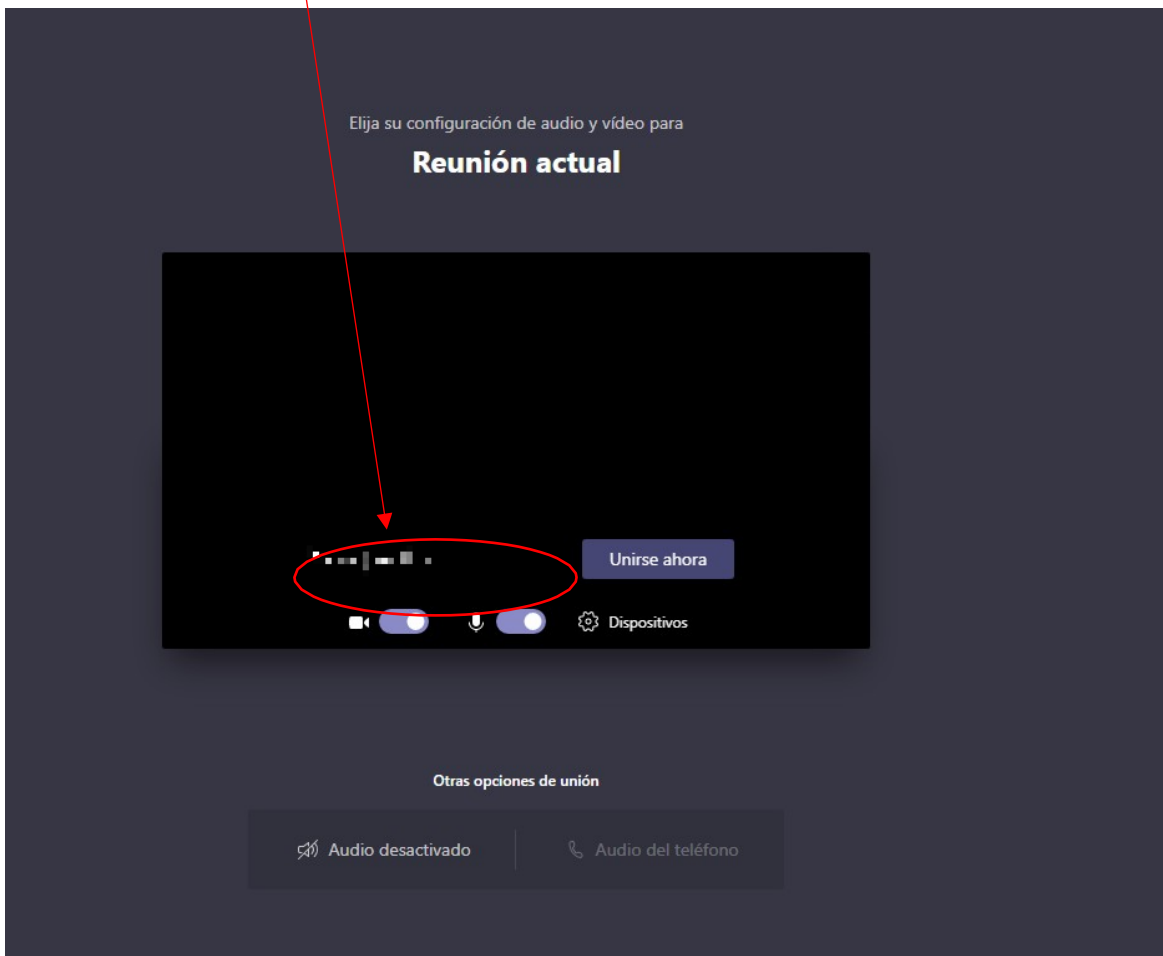 Elija su configuración de audio y vídeo para
Reunión actual
Unirse ahora
Dispositivos
Otras opciones de unión
Audio desactivado
Audio del teléfono